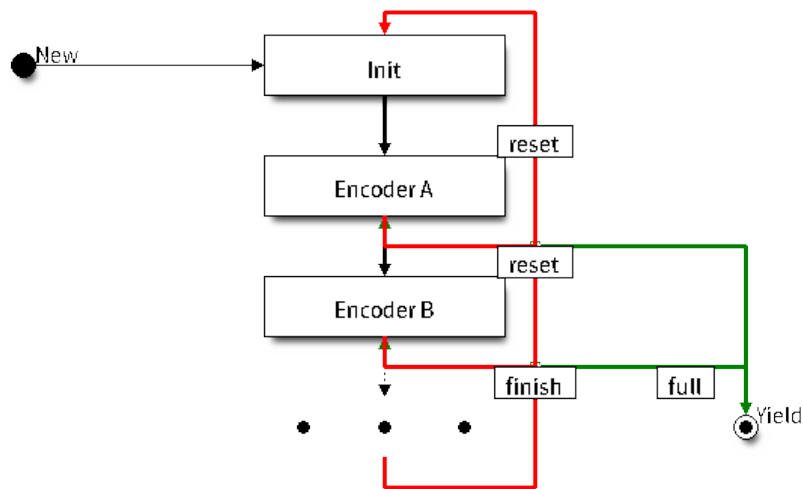 New
Init
reset
Encoder A
reset
Encoder B
finish
full
Yield